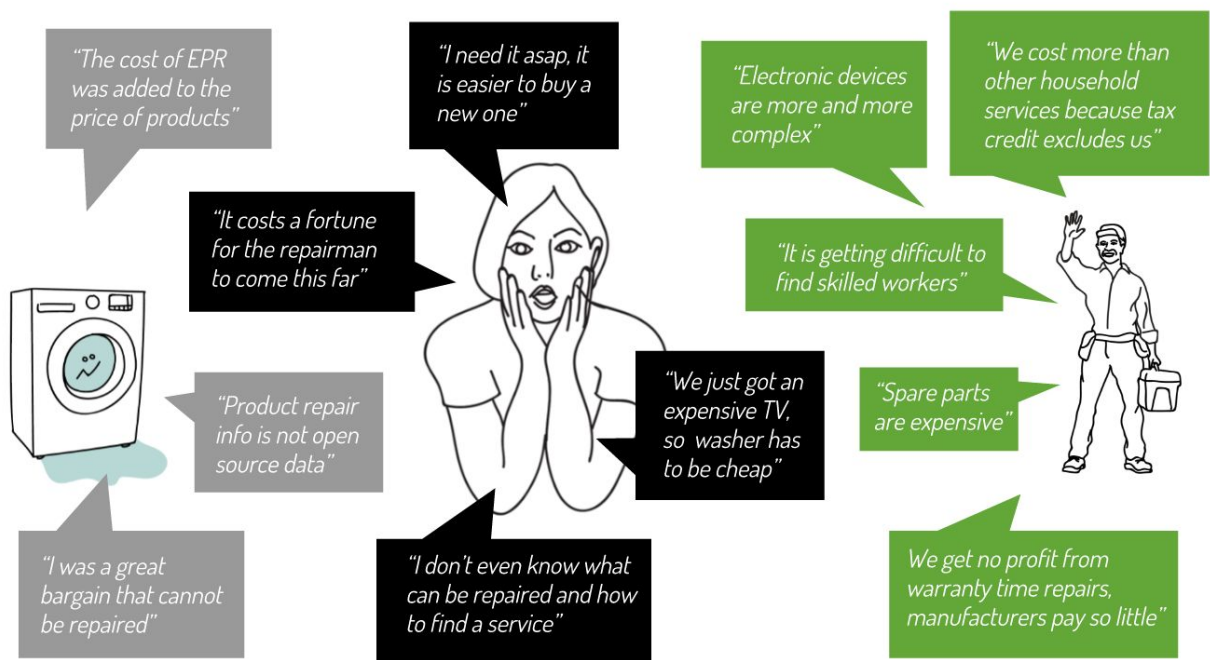 “The cost of EPR
was added to the
price of products”
“Product repair
info is not open
source data”
“I was a great
bargain that cannot
be repaired”
“I need it asap, it
is easier to buy a
new one”
“It costs a fortune
for the repairman
to come this far”
“We just got an
expensive TV,
so washer has
to be cheap”
“I don’t even know what
can be repaired and how
to find a service”
“Electronic devices
are more and more
complex”
“We cost more than
other household
services because tax
credit excludes us”
“It is getting difficult to
find skilled workers”
“Spare parts
are expensive”
We get no profit from
warranty time repairs,
manufacturers pay so little”